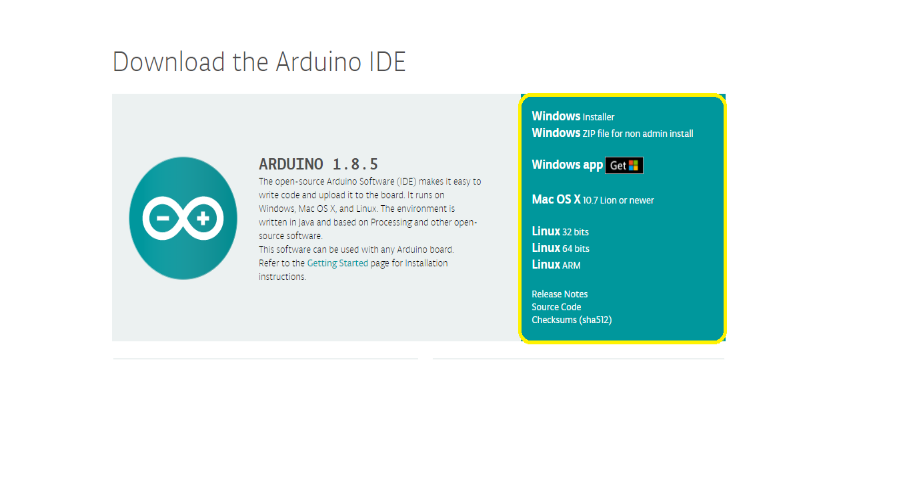 Download the Arduino IDE
ARDUINO 1.8.5
The open-source Arduino Software (IDE) makes it easy to
write code and upload it to the board. It runs on
Windows, Mac OS X, and Linux. The environment is
written in Java and based on Processing and other open-
source software.
This software can be used with any Arduino board.
Refer to the Getting Started page for Installation
instructions.
Windows Installer
Windows ZIP file for non admin install
Windows app Get
Mac OS X 10.7 Lion or newer
Linux 32 bits
Linux 64 bits
Linux ARM
Release Notes
Source Code
Checksums (sha512)